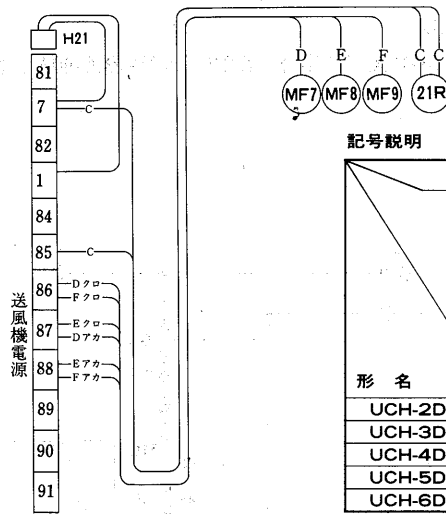 H21
81
7
C
82
1
84
85
C
86
Dクロ
Fクロ
87
Eクロ
Dアカ
88
Eアカ
Fアカ
89
90
91
送風機電源
D E F C C
MF7 MF8 MF9 21R
記号説明
形 名
UCH-2D
UCH-3D
UCH-4D
UCH-5D
UCH-6D